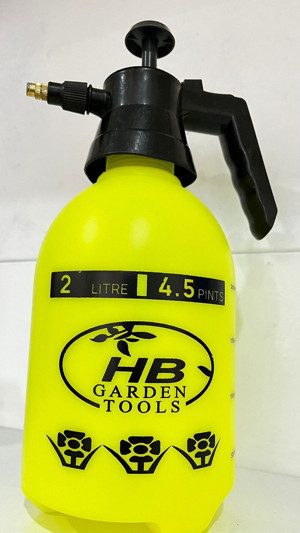 2 LITRE 4.5 PINTS
HB
GARDEN
TOOLS